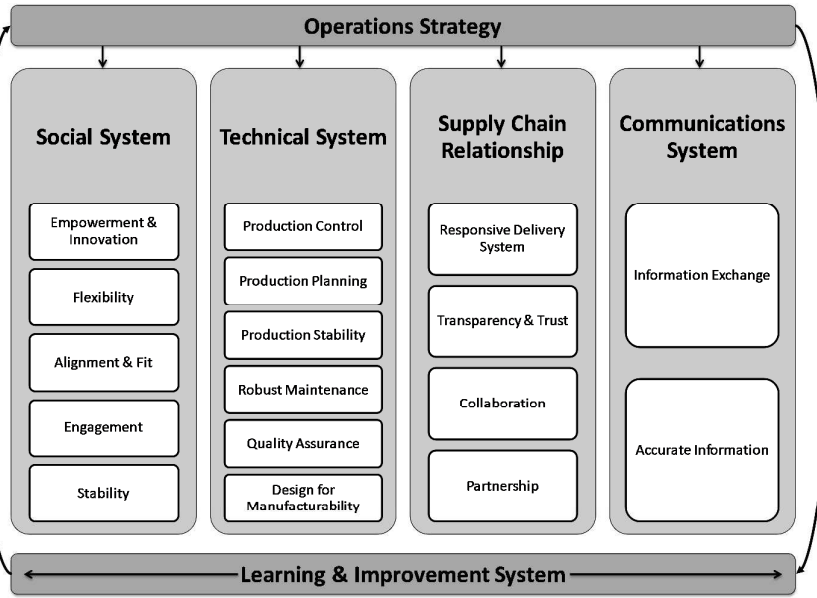 Operations Strategy
Social System
Empowerment &
Innovation
Flexibility
Alignment & Fit
Engagement
Stability
Technical System
Production Control
Production Planning
Production Stability
Robust Maintenance
Quality Assurance
Design for
Manufacturability
Supply Chain
Relationship
Responsive Delivery
System
Transparency & Trust
Collaboration
Partnership
Communications
System
Information Exchange
Accurate Information
Learning & Improvement System